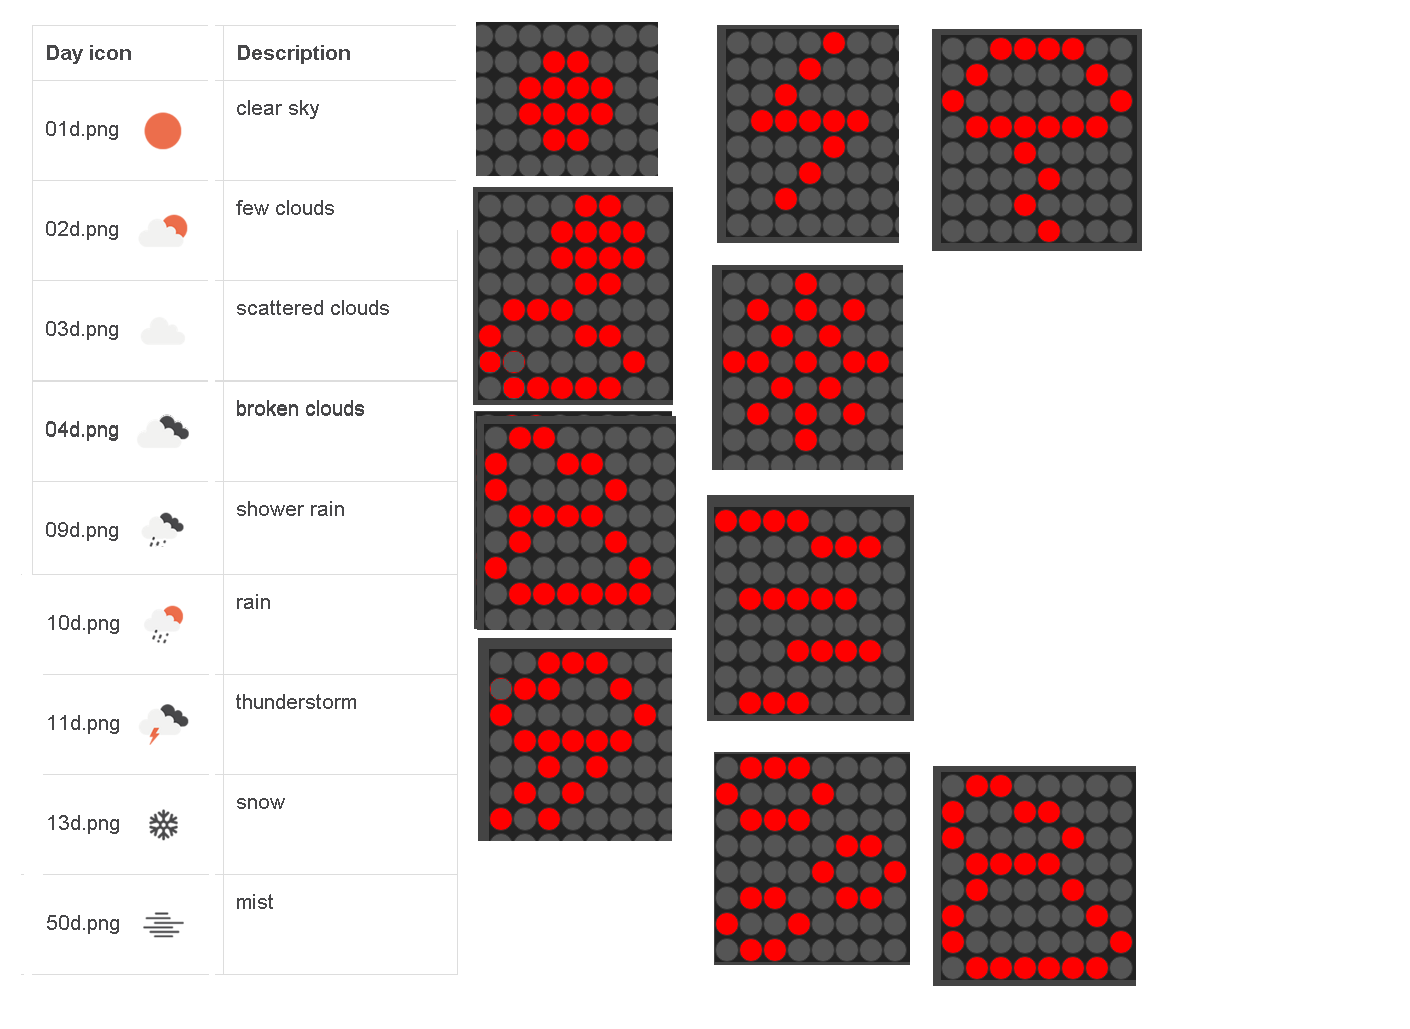 Day icon Description
01d.png clear sky
02d.png few clouds
03d.png scattered clouds
04d.png broken clouds
09d.png shower rain
10d.png rain
11d.png thunderstorm
13d.png snow
50d.png mist